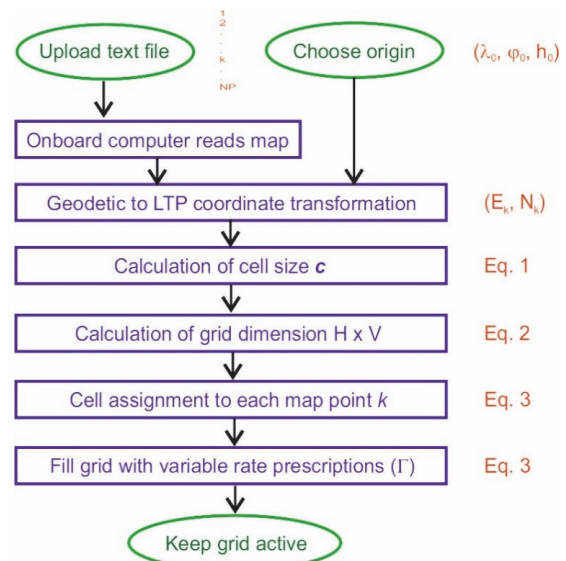 Upload text file
1
2
.
.
k
.
.
NP
Choose origin
(λ₀, φ₀, h₀)
Onboard computer reads map
Geodetic to LTP coordinate transformation
(Eₖ, Nₖ)
Calculation of cell size c
Eq. 1
Calculation of grid dimension H x V
Eq. 2
Cell assignment to each map point k
Eq. 3
Fill grid with variable rate prescriptions (Γ)
Eq. 3
Keep grid active